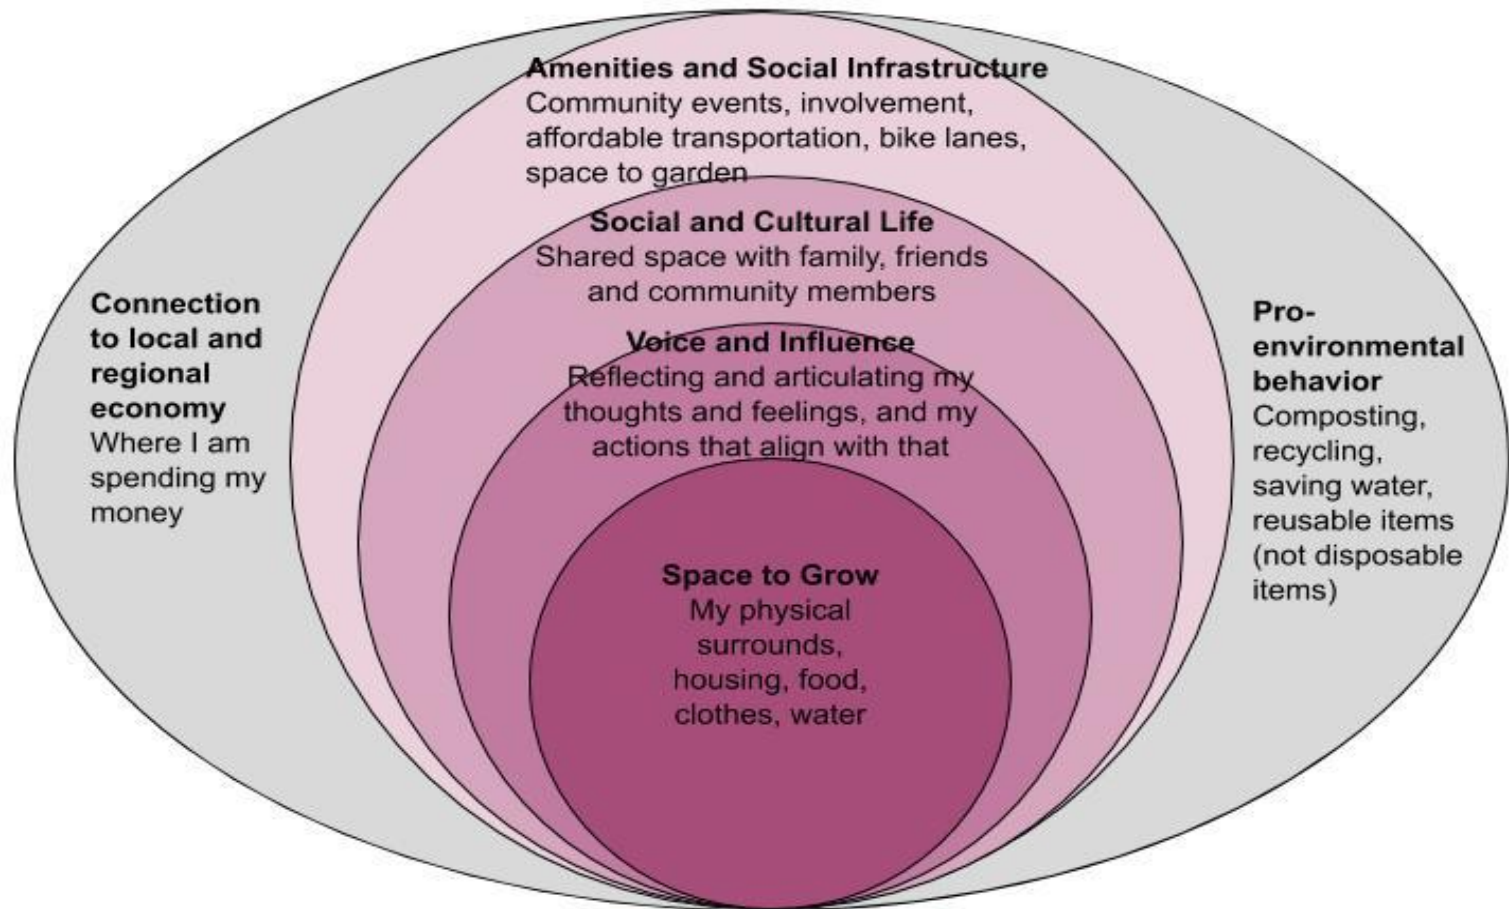 Amenities and Social Infrastructure
Community events, involvement,
affordable transportation, bike lanes,
space to garden
Social and Cultural Life
Shared space with family, friends
and community members
Voice and Influence
Reflecting and articulating my
thoughts and feelings, and my
actions that align with that
Space to Grow
My physical
surrounds,
housing, food,
clothes, water
Connection
to local and
regional
economy
Where I am
spending my
money
Pro-
environmental
behavior
Composting,
recycling,
saving water,
reusable items
(not disposable
items)